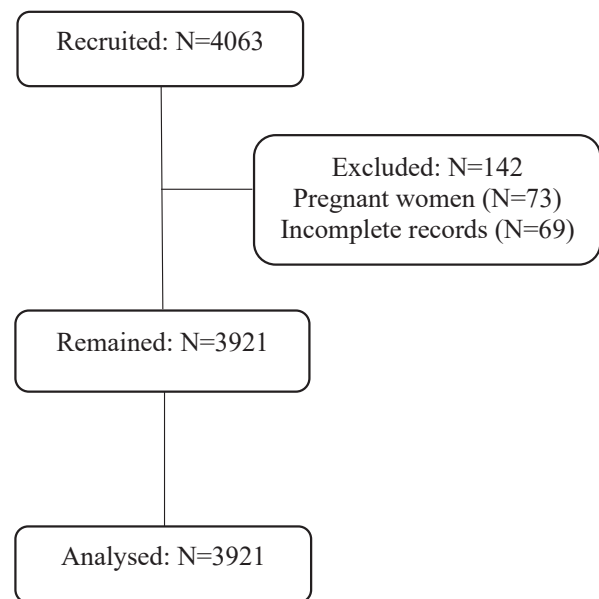 Recruited: N=4063
Excluded: N=142
Pregnant women (N=73)
Incomplete records (N=69)
Remained: N=3921
Analysed: N=3921